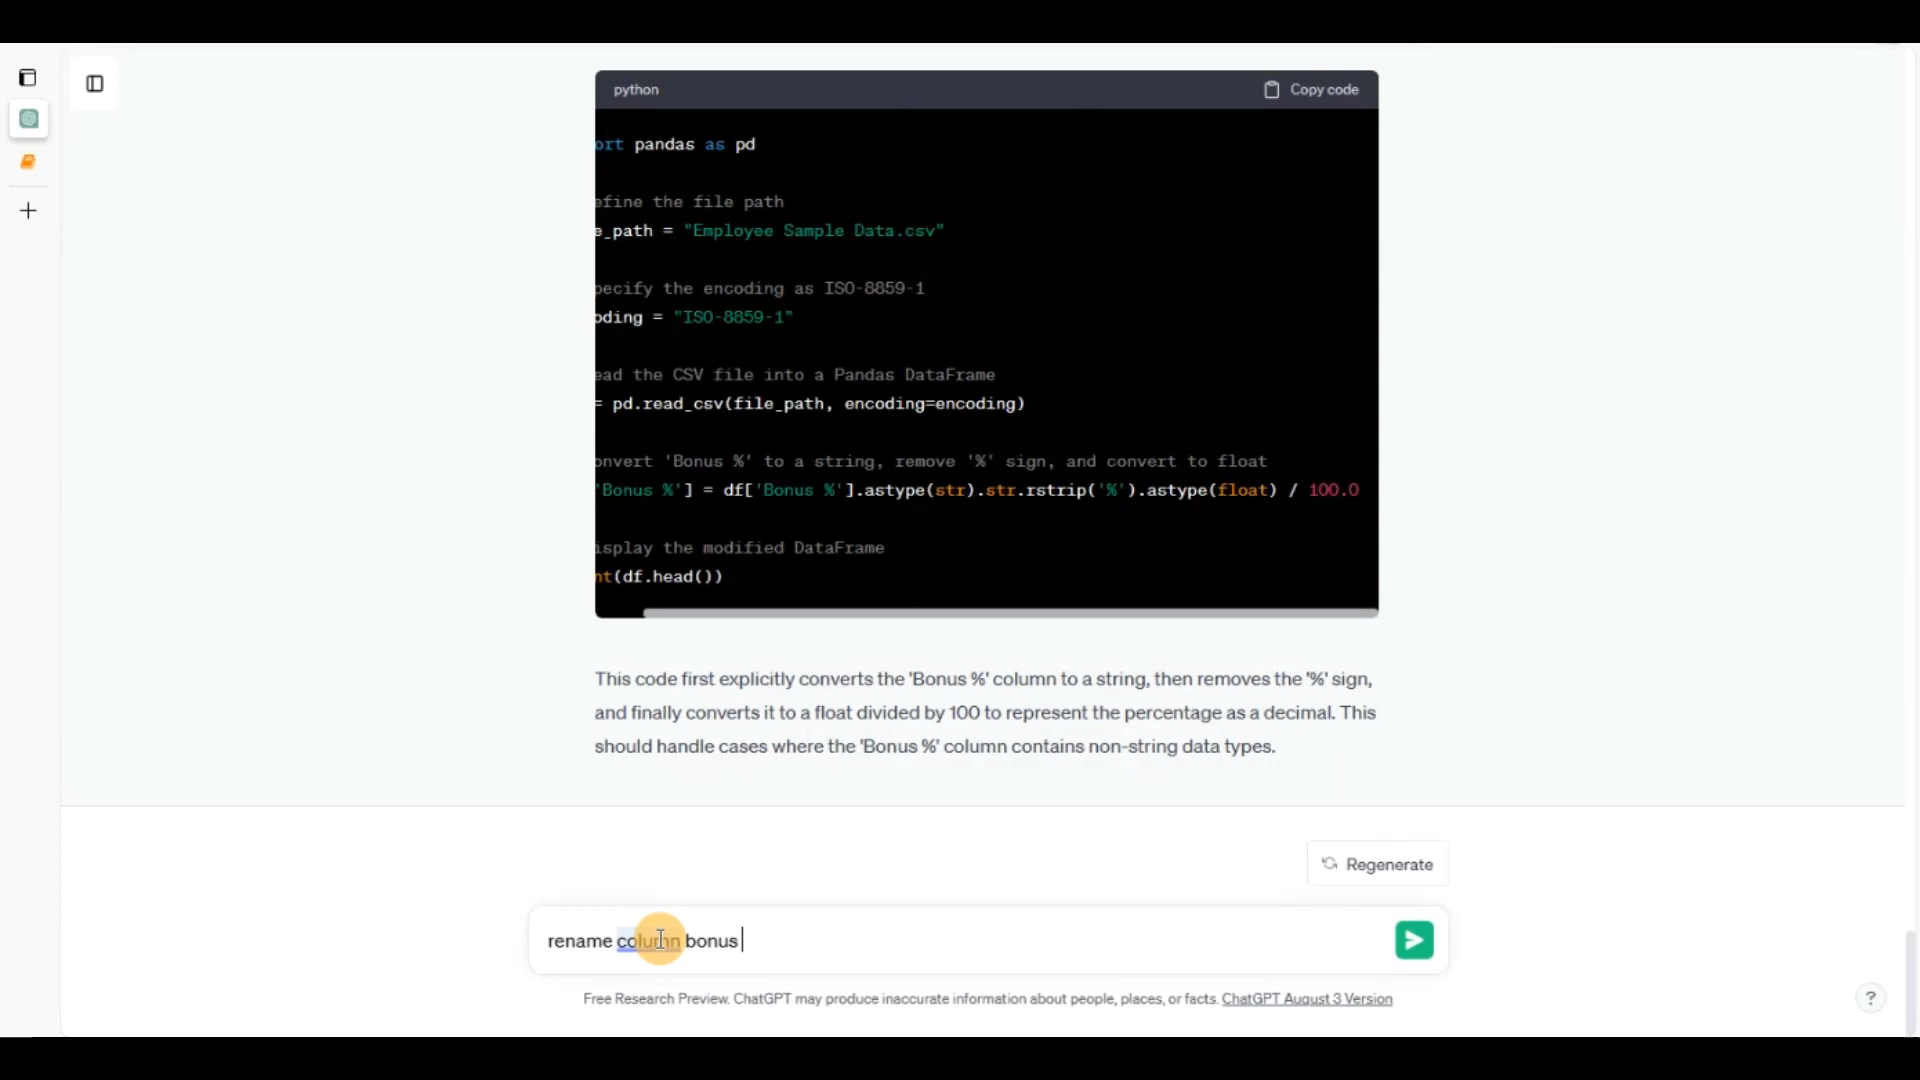 python
Copy code
ort pandas as pd
efine the file path
e_path = "Employee Sample Data.csv"
pecify the encoding as ISO-8859-1
oding = "ISO-8859-1"
ead the CSV file into a Pandas DataFrame
= pd.read_csv(file_path, encoding=encoding)
onvert 'Bonus %' to a string, remove '%' sign, and convert to float
'Bonus %'] = df['Bonus %'].astype(str).str.rstrip('%').astype(float) / 100.0
isplay the modified DataFrame
nt(df.head())
This code first explicitly converts the 'Bonus %' column to a string, then removes the '%' sign,
and finally converts it to a float divided by 100 to represent the percentage as a decimal. This
should handle cases where the 'Bonus %' column contains non-string data types.
Regenerate
rename column bonus
Free Research Preview. ChatGPT may produce inaccurate information about people, places, or facts. ChatGPT August 3 Version
?